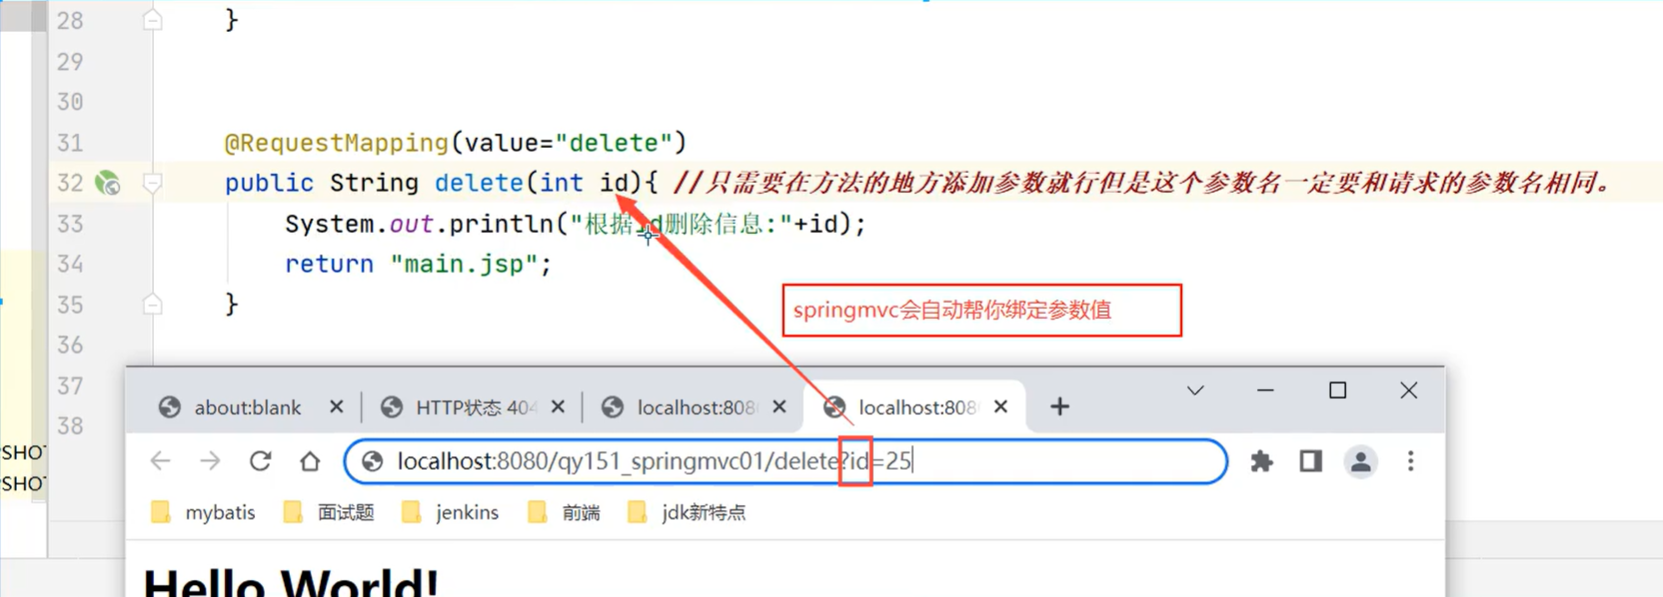 28 }
29
30
31 @RequestMapping(value="delete")
32 public String delete(int id){ //只需要在方法的地方添加参数就行但是这个参数名一定要和请求的参数名相同。
33 System.out.println("根据id删除信息:"+id);
34 return "main.jsp";
35 }
springmvc会自动帮你绑定参数值
36
37
38
about:blank HTTP状态 404 localhost:808 localhost:808
SHOT
localhost:8080/qy151_springmvc01/delete?id=25
SHOT
mybatis 面试题 jenkins 前端 jdk新特点
Hello World!